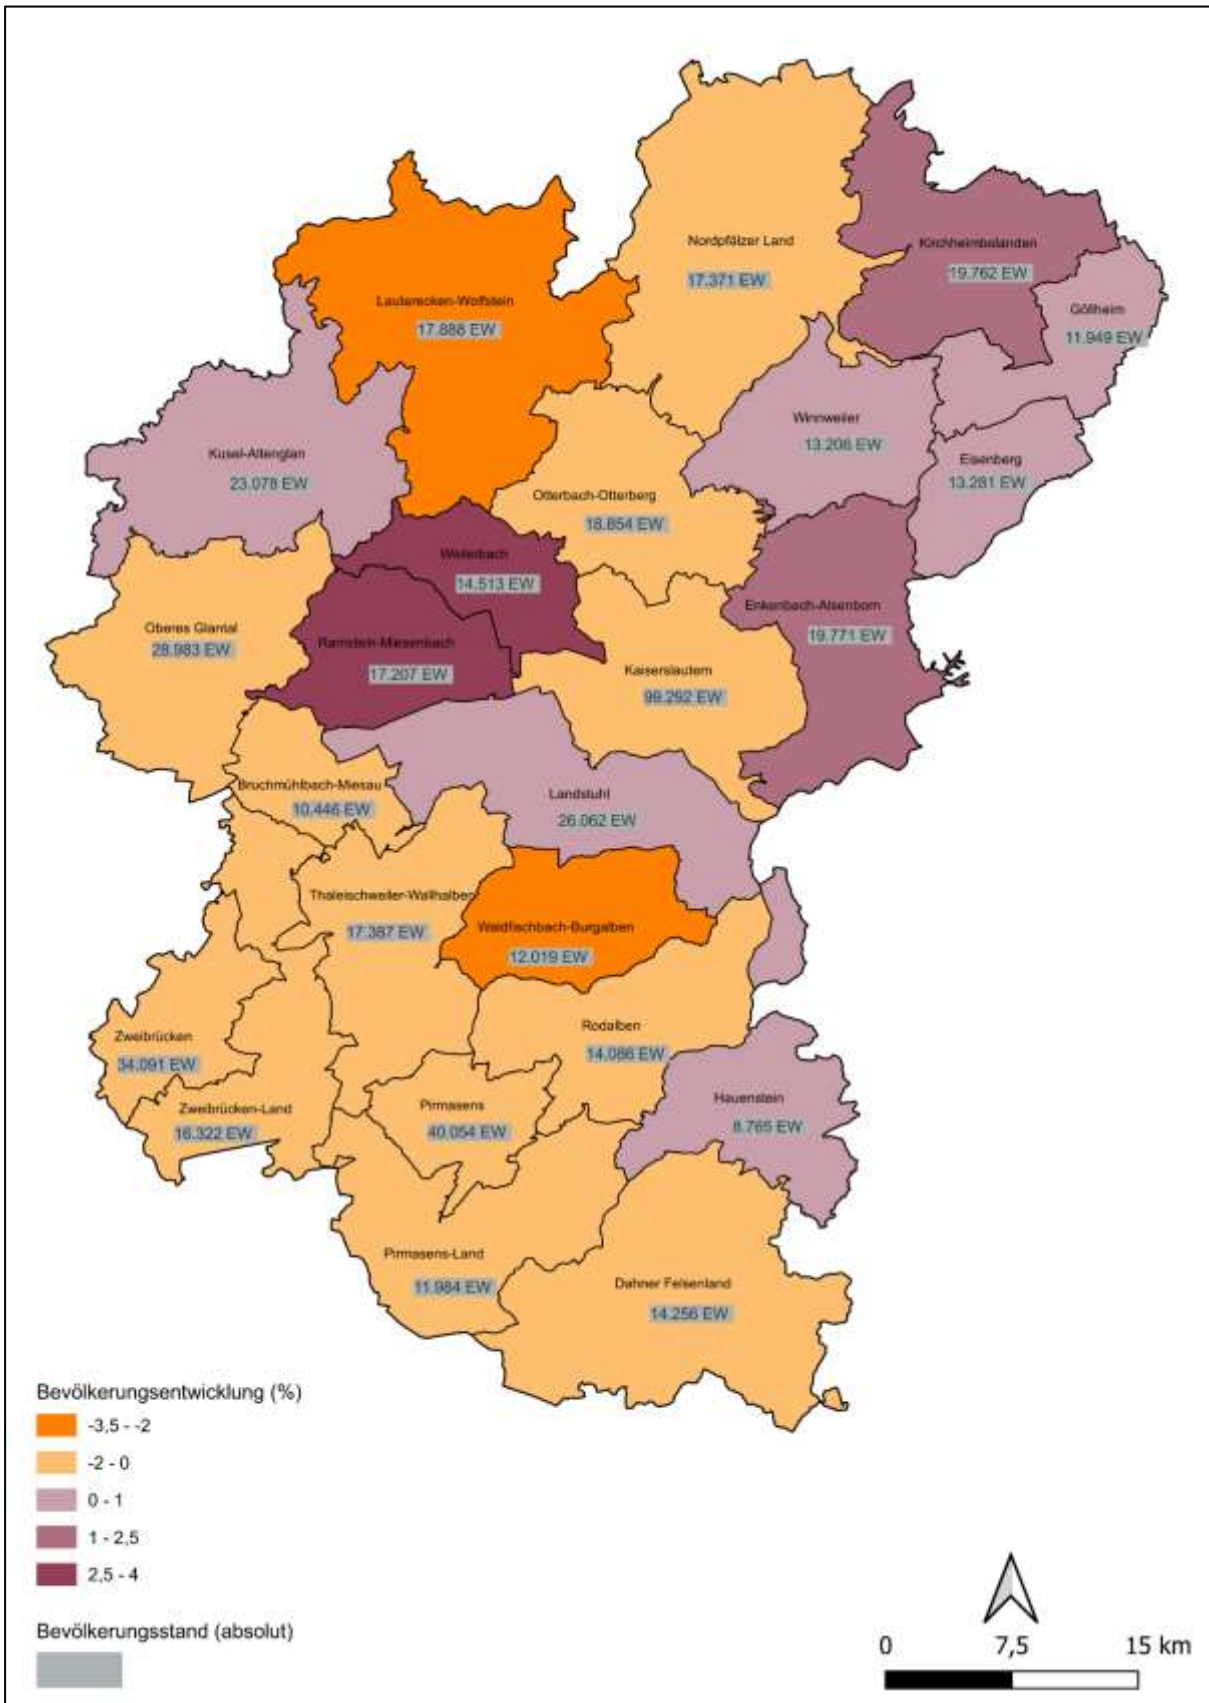 Nordpfälzer Land
17.371 EW
Kirchheimbolanden
19.762 EW
Lauterecken-Wolfstein
17.888 EW
Göllheim
11.949 EW
Winnweiler
13.206 EW
Kusel-Altenglan
23.078 EW
Eisenberg
13.281 EW
Otterbach-Otterberg
18.854 EW
Weilerbach
14.513 EW
Enkenbach-Alsenborn
19.771 EW
Oberes Glantal
28.983 EW
Ramstein-Miesenbach
17.207 EW
Kaiserslautern
99.292 EW
Bruchmühlbach-Miesau
10.446 EW
Landstuhl
26.062 EW
Thaleischweiler-Wallhalben
17.387 EW
Waldfischbach-Burgalben
12.019 EW
Rodalben
14.086 EW
Zweibrücken
34.091 EW
Zweibrücken-Land
16.322 EW
Pirmasens
40.054 EW
Hauenstein
8.765 EW
Pirmasens-Land
11.984 EW
Dahner Felsenland
14.256 EW
Bevölkerungsentwicklung (%)
-3,5 - -2
-2 - 0
0 - 1
1 - 2,5
2,5 - 4
Bevölkerungsstand (absolut)
0 7,5 15 km